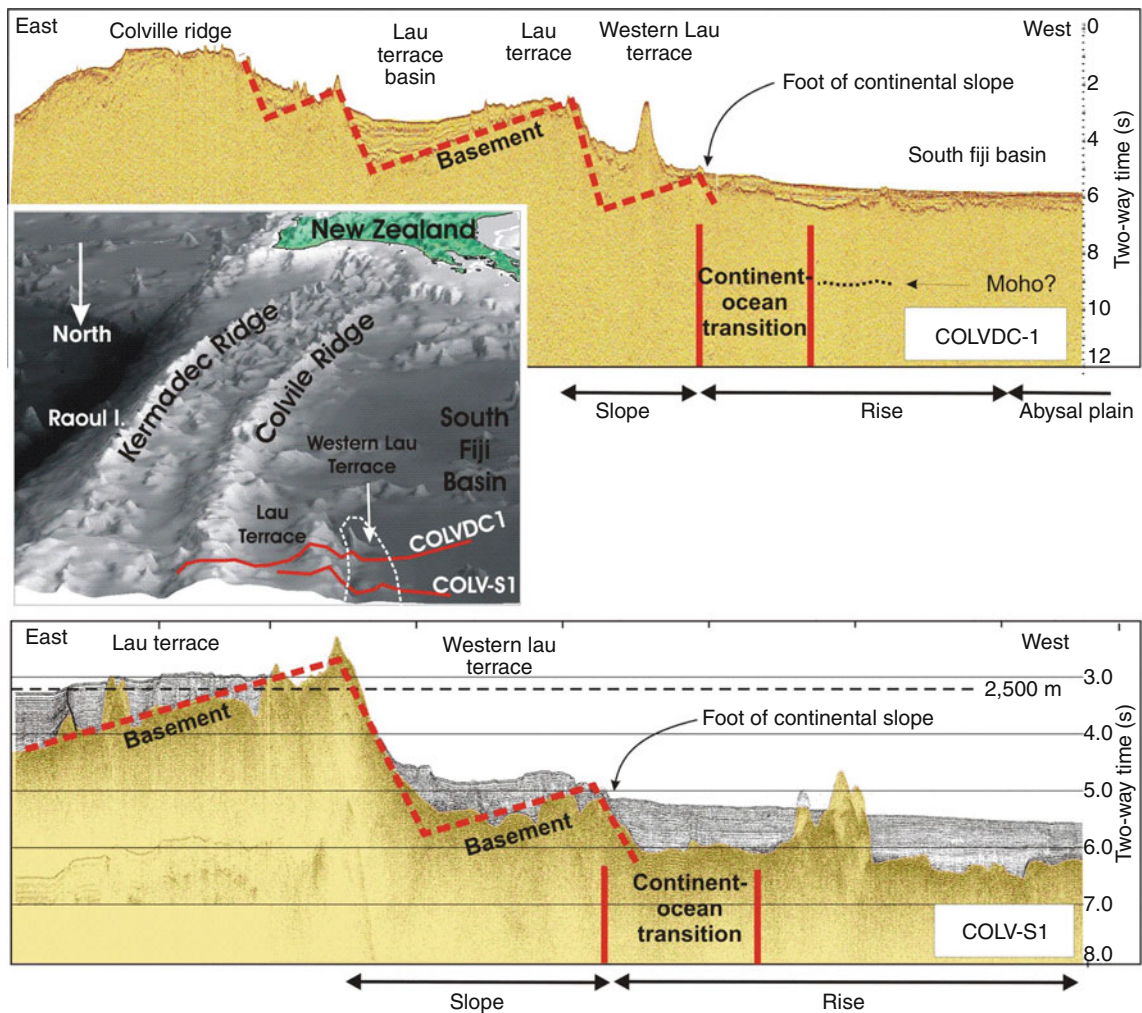 East
Colville ridge
Lau
terrace
basin
Lau
terrace
Western Lau
terrace
West
Foot of continental slope
South fiji basin
Basement
Continent-
ocean
transition
Moho?
COLVDC-1
0
2
4
6
8
10
12
Two-way time (s)
Slope
Rise
Abysal plain
New Zealand
North
Kermadec Ridge
Colvile Ridge
Raoul I.
South
Fiji
Basin
Western Lau
Terrace
Lau
Terrace
COLVDC1
COLV-S1
East
Lau terrace
Western lau
terrace
West
2,500 m
Foot of continental slope
Basement
Basement
Continent-
ocean
transition
COLV-S1
3.0
4.0
5.0
6.0
7.0
8.0
Two-way time (s)
Slope
Rise